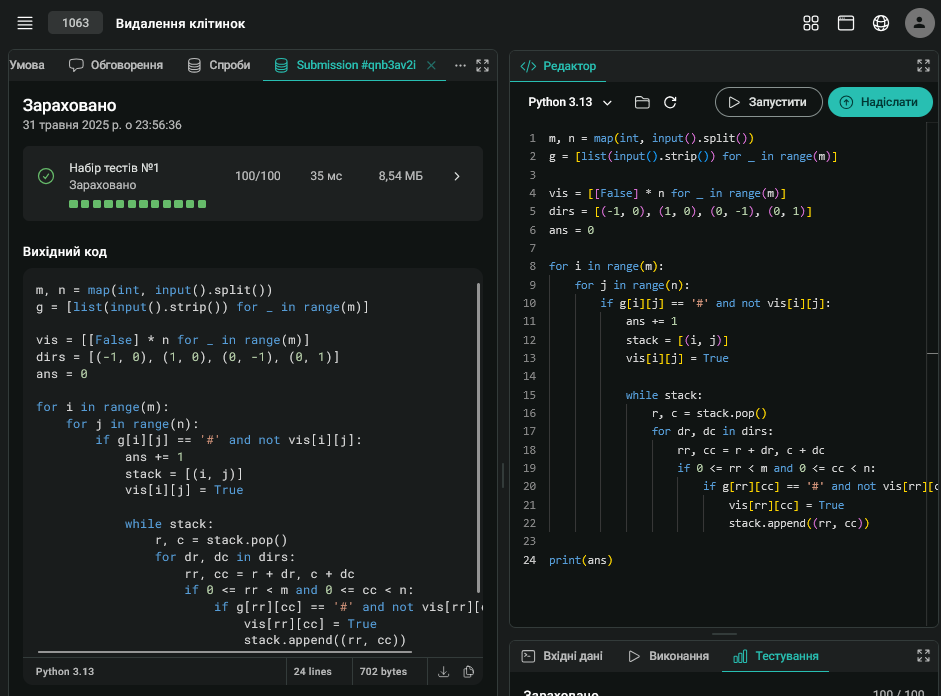 1063 Видалення клітинок
Умова Обговорення Спроби Submission #qnb3av2i
Зараховано
31 травня 2025 р. о 23:56:36
Набір тестів №1
Зараховано
100/100 35 мс 8,54 МБ
Вихідний код
m, n = map(int, input().split())
g = [list(input().strip()) for _ in range(m)]
vis = [[False] * n for _ in range(m)]
dirs = [(-1, 0), (1, 0), (0, -1), (0, 1)]
ans = 0
for i in range(m):
for j in range(n):
if g[i][j] == '#' and not vis[i][j]:
ans += 1
stack = [(i, j)]
vis[i][j] = True
while stack:
r, c = stack.pop()
for dr, dc in dirs:
rr, cc = r + dr, c + dc
if 0 <= rr < m and 0 <= cc < n:
if g[rr][cc] == '#' and not vis[rr][c
vis[rr][cc] = True
stack.append((rr, cc))
Python 3.13 24 lines 702 bytes
Редактор
Python 3.13 Запустити Надіслати
1 m, n = map(int, input().split())
2 g = [list(input().strip()) for _ in range(m)]
3
4 vis = [[False] * n for _ in range(m)]
5 dirs = [(-1, 0), (1, 0), (0, -1), (0, 1)]
6 ans = 0
7
8 for i in range(m):
9 for j in range(n):
10 if g[i][j] == '#' and not vis[i][j]:
11 ans += 1
12 stack = [(i, j)]
13 vis[i][j] = True
14
15 while stack:
16 r, c = stack.pop()
17 for dr, dc in dirs:
18 rr, cc = r + dr, c + dc
19 if 0 <= rr < m and 0 <= cc < n:
20 if g[rr][cc] == '#' and not vis[rr][c
21 vis[rr][cc] = True
22 stack.append((rr, cc))
23
24 print(ans)
Вхідні дані Виконання Тестування
Зараховано 100 / 100